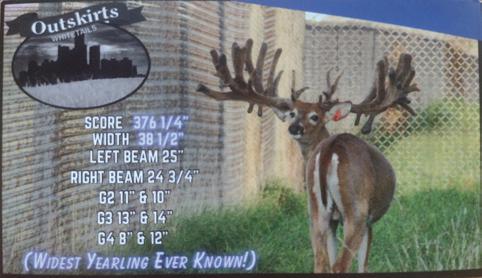 Outskirts
WHITETAILS
SCORE 376 1/4"
WIDTH 38 1/2"
LEFT BEAM 25"
RIGHT BEAM 24 3/4"
G2 11" & 10"
G3 13" & 14"
G4 8" & 12"
(WIDEST YEARLING EVER KNOWN!)